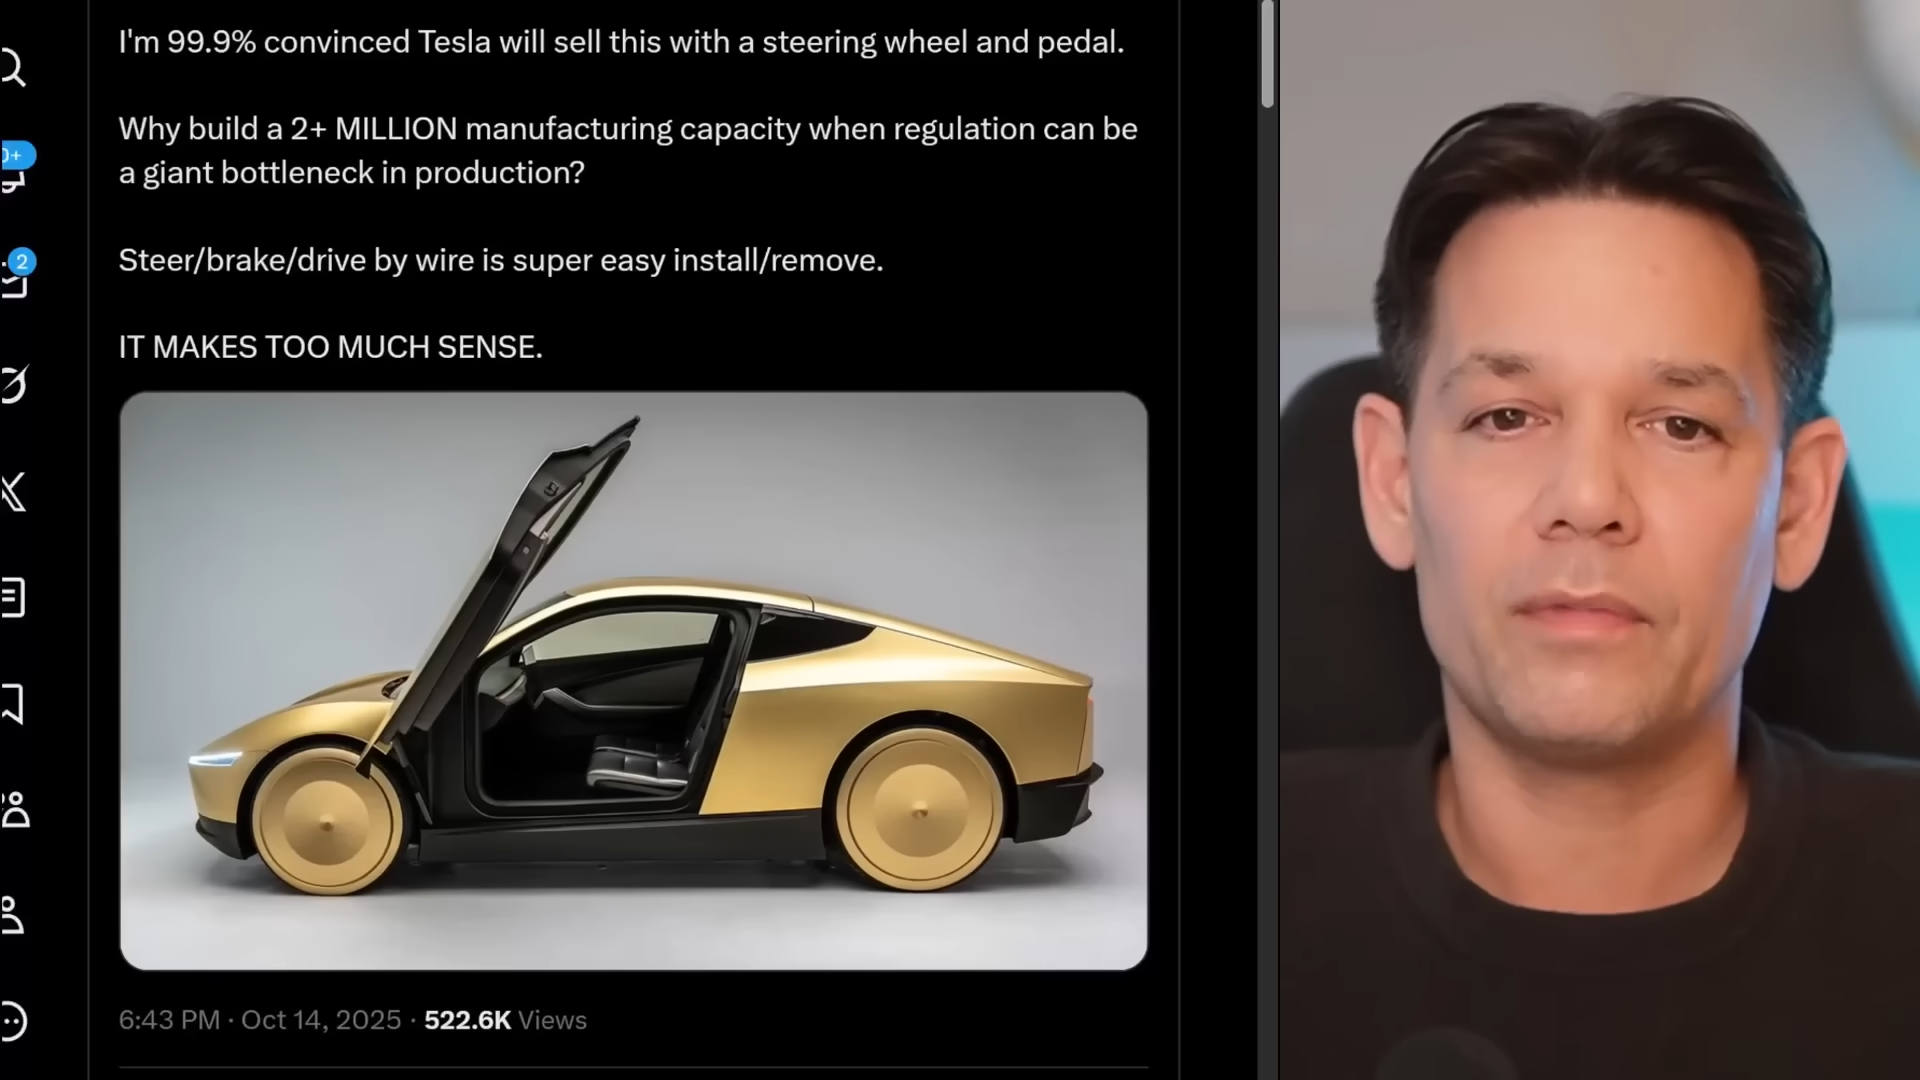 I'm 99.9% convinced Tesla will sell this with a steering wheel and pedal.
Why build a 2+ MILLION manufacturing capacity when regulation can be
a giant bottleneck in production?
Steer/brake/drive by wire is super easy install/remove.
IT MAKES TOO MUCH SENSE.
6:43 PM · Oct 14, 2025 · 522.6K Views
2